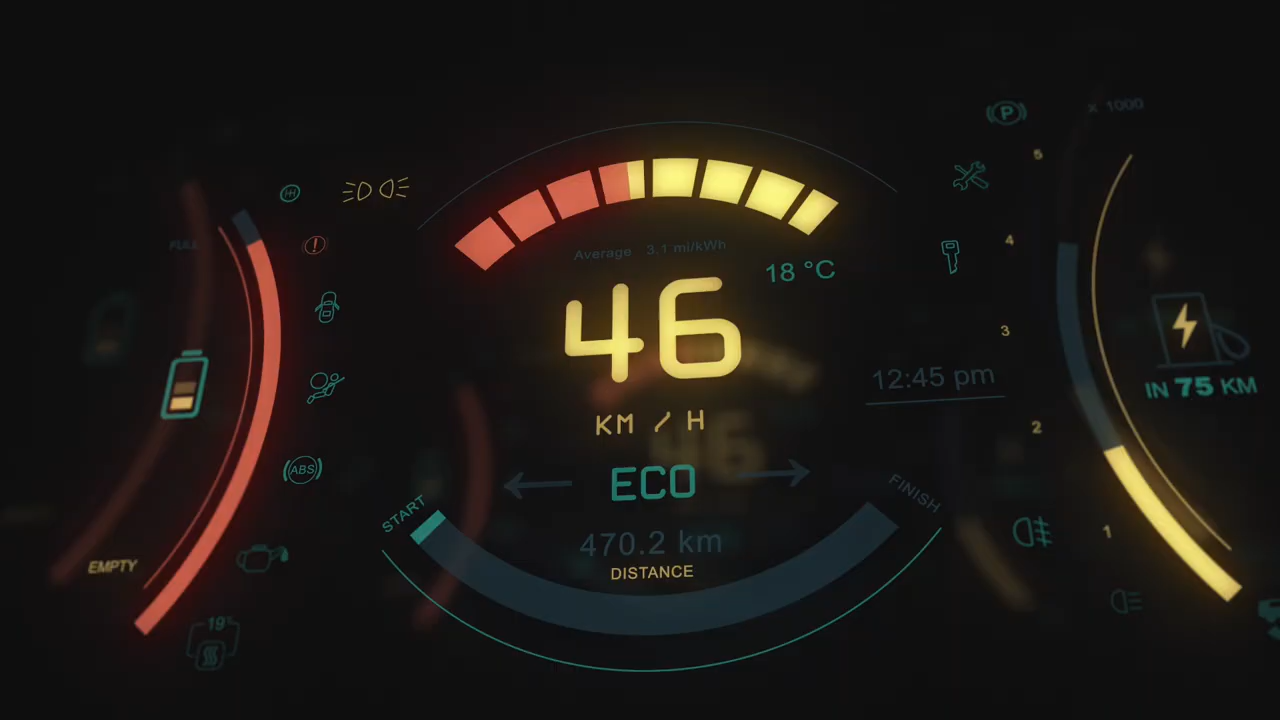 P
x 1000
5
FULL
!
Average 3.1 mi/kWh
18 °C
4
46
3
12:45 pm
IN 75 KM
KM / H
2
ABS
ECO
START
FINISH
470.2 km
DISTANCE
1
EMPTY
19°